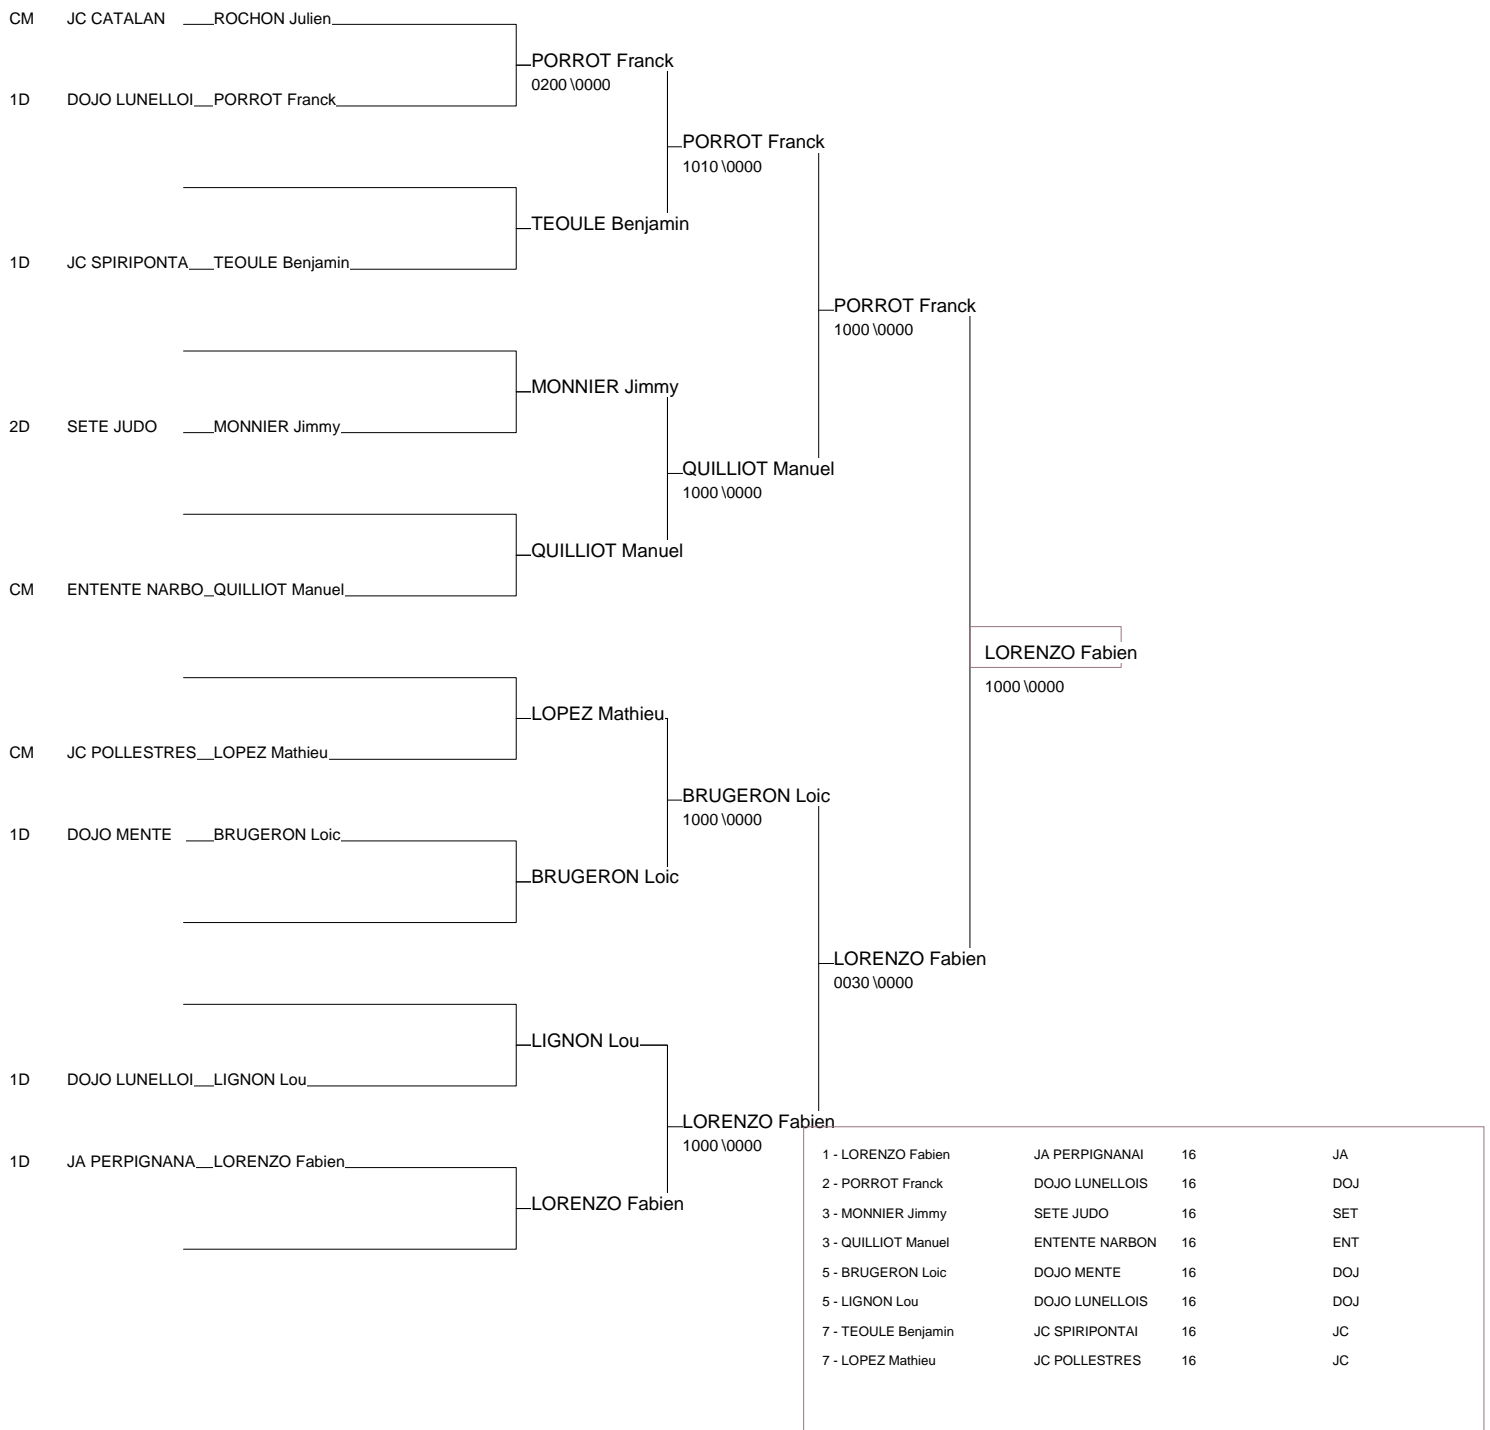 CM JC CATALAN ROCHON Julien
PORROT Franck
0200 \0000
1D DOJO LUNELLOI PORROT Franck
PORROT Franck
1010 \0000
TEOULE Benjamin
1D JC SPIRIPONTA TEOULE Benjamin
PORROT Franck
1000 \0000
MONNIER Jimmy
2D SETE JUDO MONNIER Jimmy
QUILLIOT Manuel
1000 \0000
QUILLIOT Manuel
CM ENTENTE NARBO QUILLIOT Manuel
LORENZO Fabien
1000 \0000
LOPEZ Mathieu
CM JC POLLESTRES LOPEZ Mathieu
BRUGERON Loic
1000 \0000
1D DOJO MENTE BRUGERON Loic
BRUGERON Loic
LORENZO Fabien
0030 \0000
LIGNON Lou
1D DOJO LUNELLOI LIGNON Lou
LORENZO Fabien
1000 \0000
1D JA PERPIGNANA LORENZO Fabien
LORENZO Fabien
1 - LORENZO Fabien JA PERPIGNANAI 16 JA
2 - PORROT Franck DOJO LUNELLOIS 16 DOJ
3 - MONNIER Jimmy SETE JUDO 16 SET
3 - QUILLIOT Manuel ENTENTE NARBON 16 ENT
5 - BRUGERON Loic DOJO MENTE 16 DOJ
5 - LIGNON Lou DOJO LUNELLOIS 16 DOJ
7 - TEOULE Benjamin JC SPIRIPONTAI 16 JC
7 - LOPEZ Mathieu JC POLLESTRES 16 JC